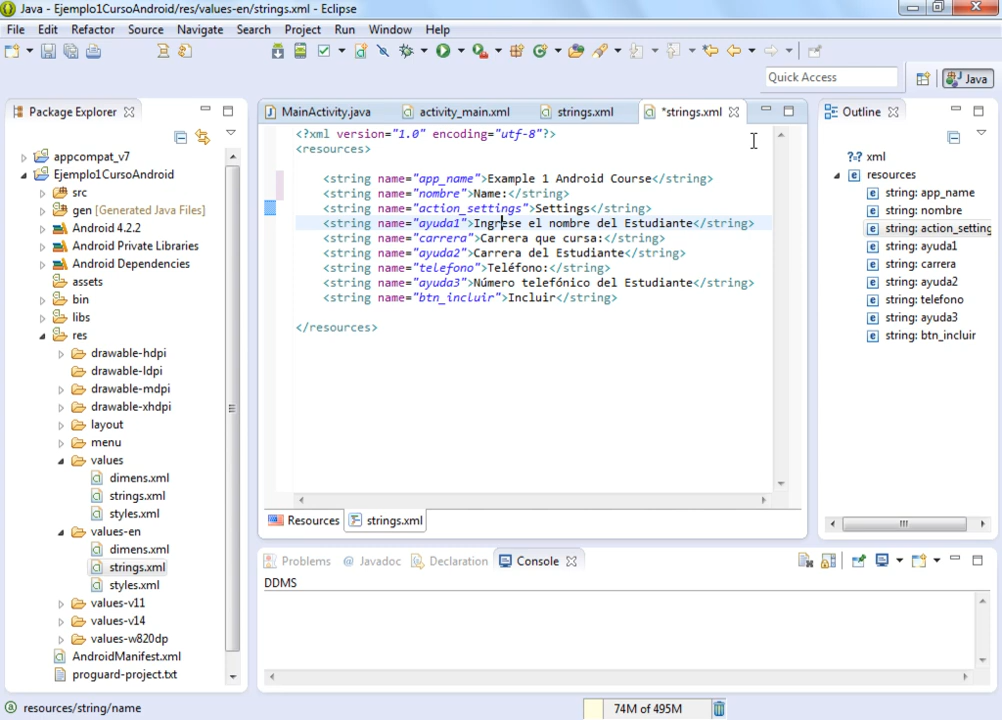 Java - Ejemplo1CursoAndroid/res/values-en/strings.xml - Eclipse
File Edit Refactor Source Navigate Search Project Run Window Help
Quick Access
Java
Package Explorer
appcompat_v7
Ejemplo1CursoAndroid
src
gen [Generated Java Files]
Android 4.2.2
Android Private Libraries
Android Dependencies
assets
bin
libs
res
drawable-hdpi
drawable-ldpi
drawable-mdpi
drawable-xhdpi
layout
menu
values
dimens.xml
strings.xml
styles.xml
values-en
dimens.xml
strings.xml
styles.xml
values-v11
values-v14
values-w820dp
AndroidManifest.xml
proguard-project.txt
MainActivity.java activity_main.xml strings.xml *strings.xml
<?xml version="1.0" encoding="utf-8"?>
<resources>
<string name="app_name">Example 1 Android Course</string>
<string name="nombre">Name:</string>
<string name="action_settings">Settings</string>
<string name="ayuda1">Ingrese el nombre del Estudiante</string>
<string name="carrera">Carrera que cursa:</string>
<string name="ayuda2">Carrera del Estudiante</string>
<string name="telefono">Teléfono:</string>
<string name="ayuda3">Número telefónico del Estudiante</string>
<string name="btn_incluir">Incluir</string>
</resources>
Resources strings.xml
Outline
xml
resources
string: app_name
string: nombre
string: action_setting
string: ayuda1
string: carrera
string: ayuda2
string: telefono
string: ayuda3
string: btn_incluir
Problems Javadoc Declaration Console
DDMS
resources/string/name
74M of 495M